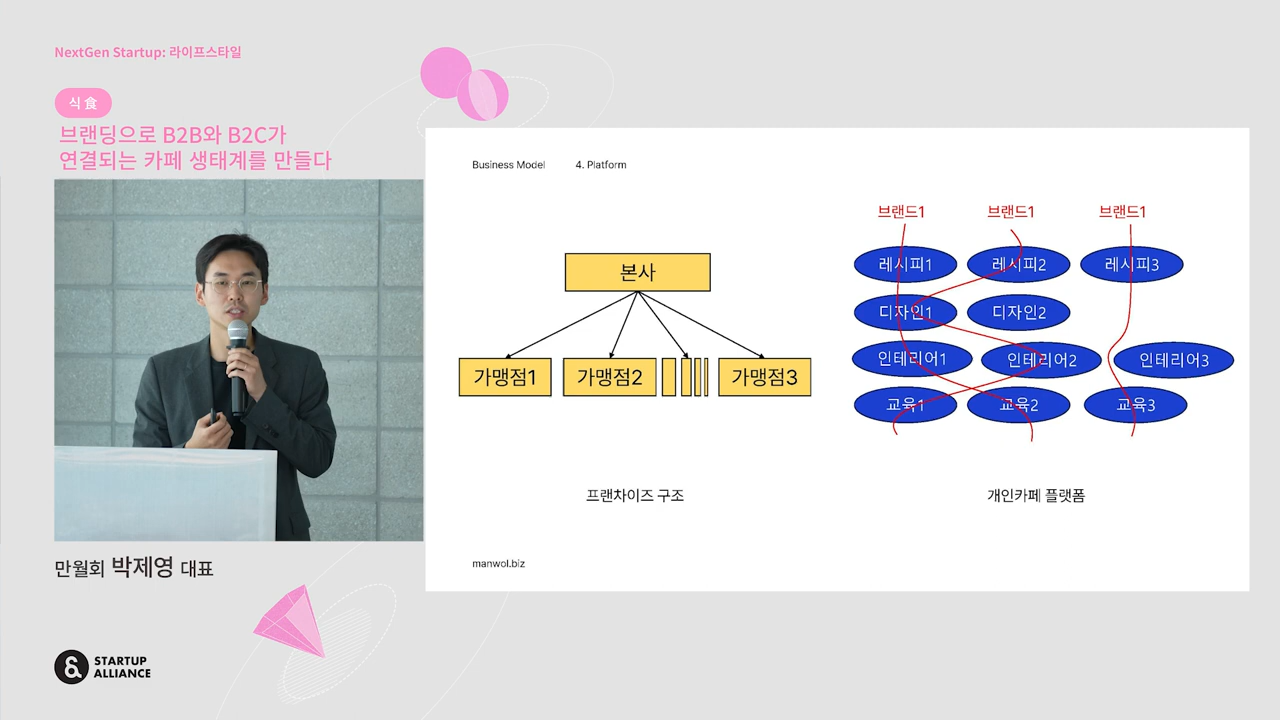 NextGen Startup: 라이프스타일
식 食
브랜딩으로 B2B와 B2C가
연결되는 카페 생태계를 만들다
만월회 박제영 대표
STARTUP
ALLIANCE
Business Model 4. Platform
본사
가맹점1 가맹점2 가맹점3
프랜차이즈 구조
브랜드1 브랜드1 브랜드1
레시피1 레시피2 레시피3
디자인1 디자인2
인테리어1 인테리어2 인테리어3
교육1 교육2 교육3
개인카페 플랫폼
manwol.biz